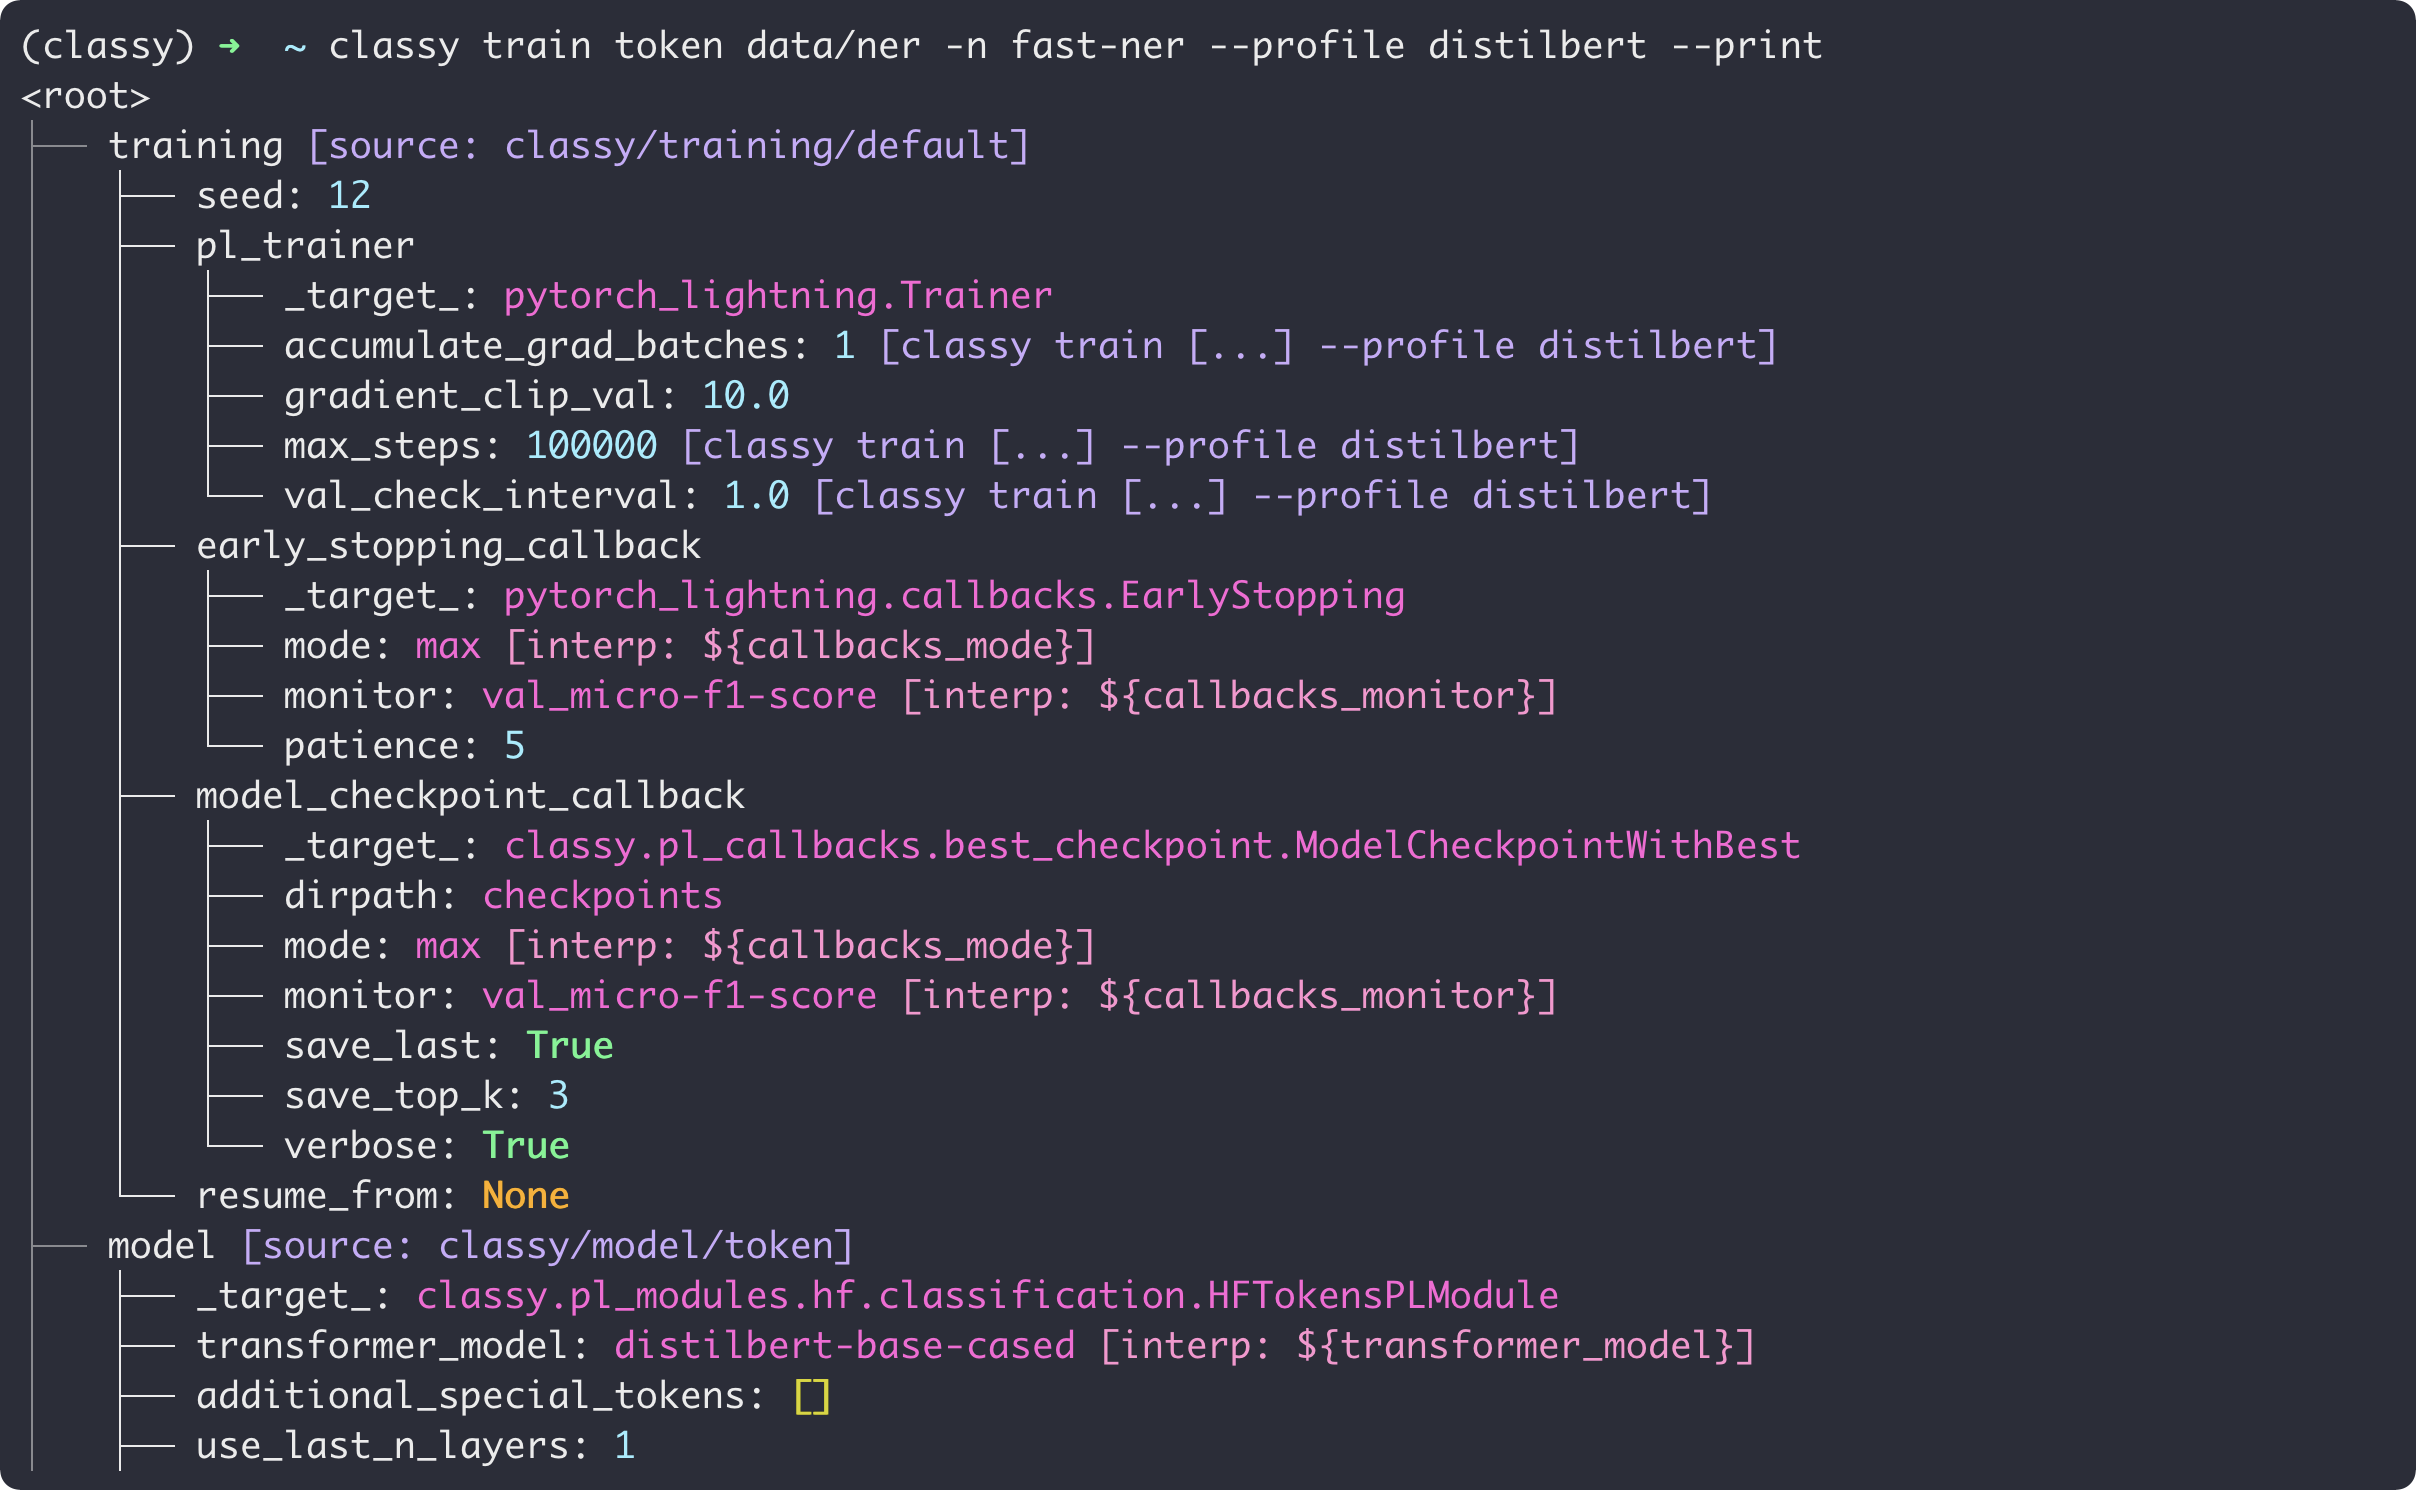 (classy) ➜  ~ classy train token data/ner -n fast-ner --profile distilbert --print
<root>
training [source: classy/training/default]
seed: 12
pl_trainer
_target_: pytorch_lightning.Trainer
accumulate_grad_batches: 1 [classy train [...] --profile distilbert]
gradient_clip_val: 10.0
max_steps: 100000 [classy train [...] --profile distilbert]
val_check_interval: 1.0 [classy train [...] --profile distilbert]
early_stopping_callback
_target_: pytorch_lightning.callbacks.EarlyStopping
mode: max [interp: ${callbacks_mode}]
monitor: val_micro-f1-score [interp: ${callbacks_monitor}]
patience: 5
model_checkpoint_callback
_target_: classy.pl_callbacks.best_checkpoint.ModelCheckpointWithBest
dirpath: checkpoints
mode: max [interp: ${callbacks_mode}]
monitor: val_micro-f1-score [interp: ${callbacks_monitor}]
save_last: True
save_top_k: 3
verbose: True
resume_from: None
model [source: classy/model/token]
_target_: classy.pl_modules.hf.classification.HFTokensPLModule
transformer_model: distilbert-base-cased [interp: ${transformer_model}]
additional_special_tokens: []
use_last_n_layers: 1